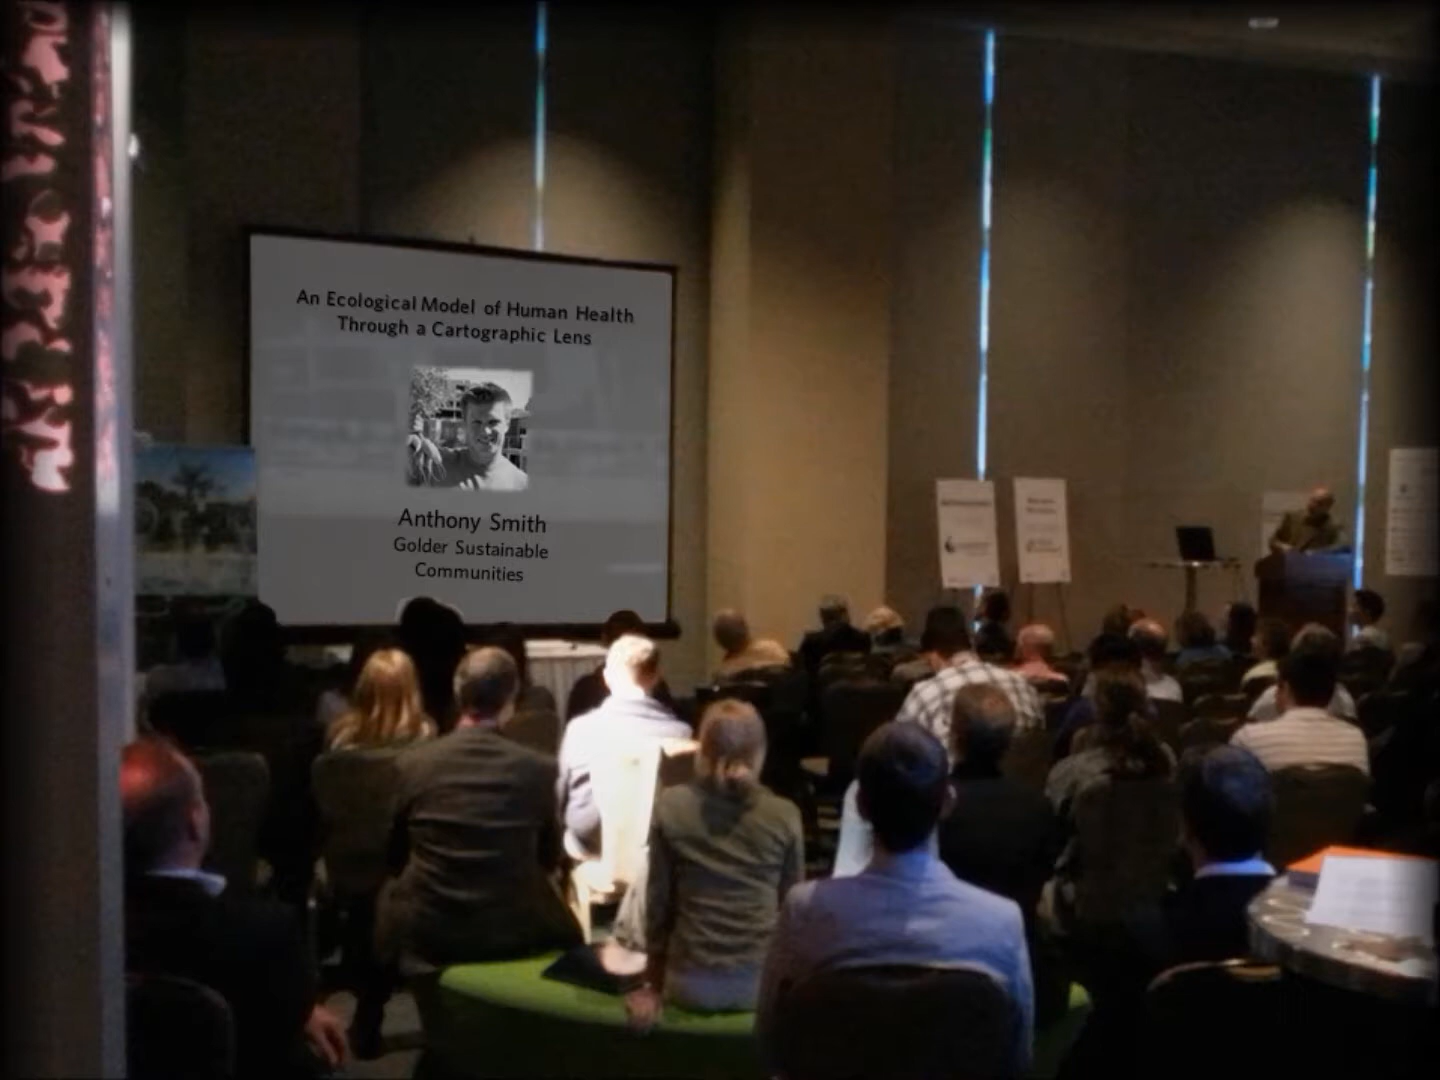 An Ecological Model of Human Health
Through a Cartographic Lens
Anthony Smith
Golder Sustainable
Communities